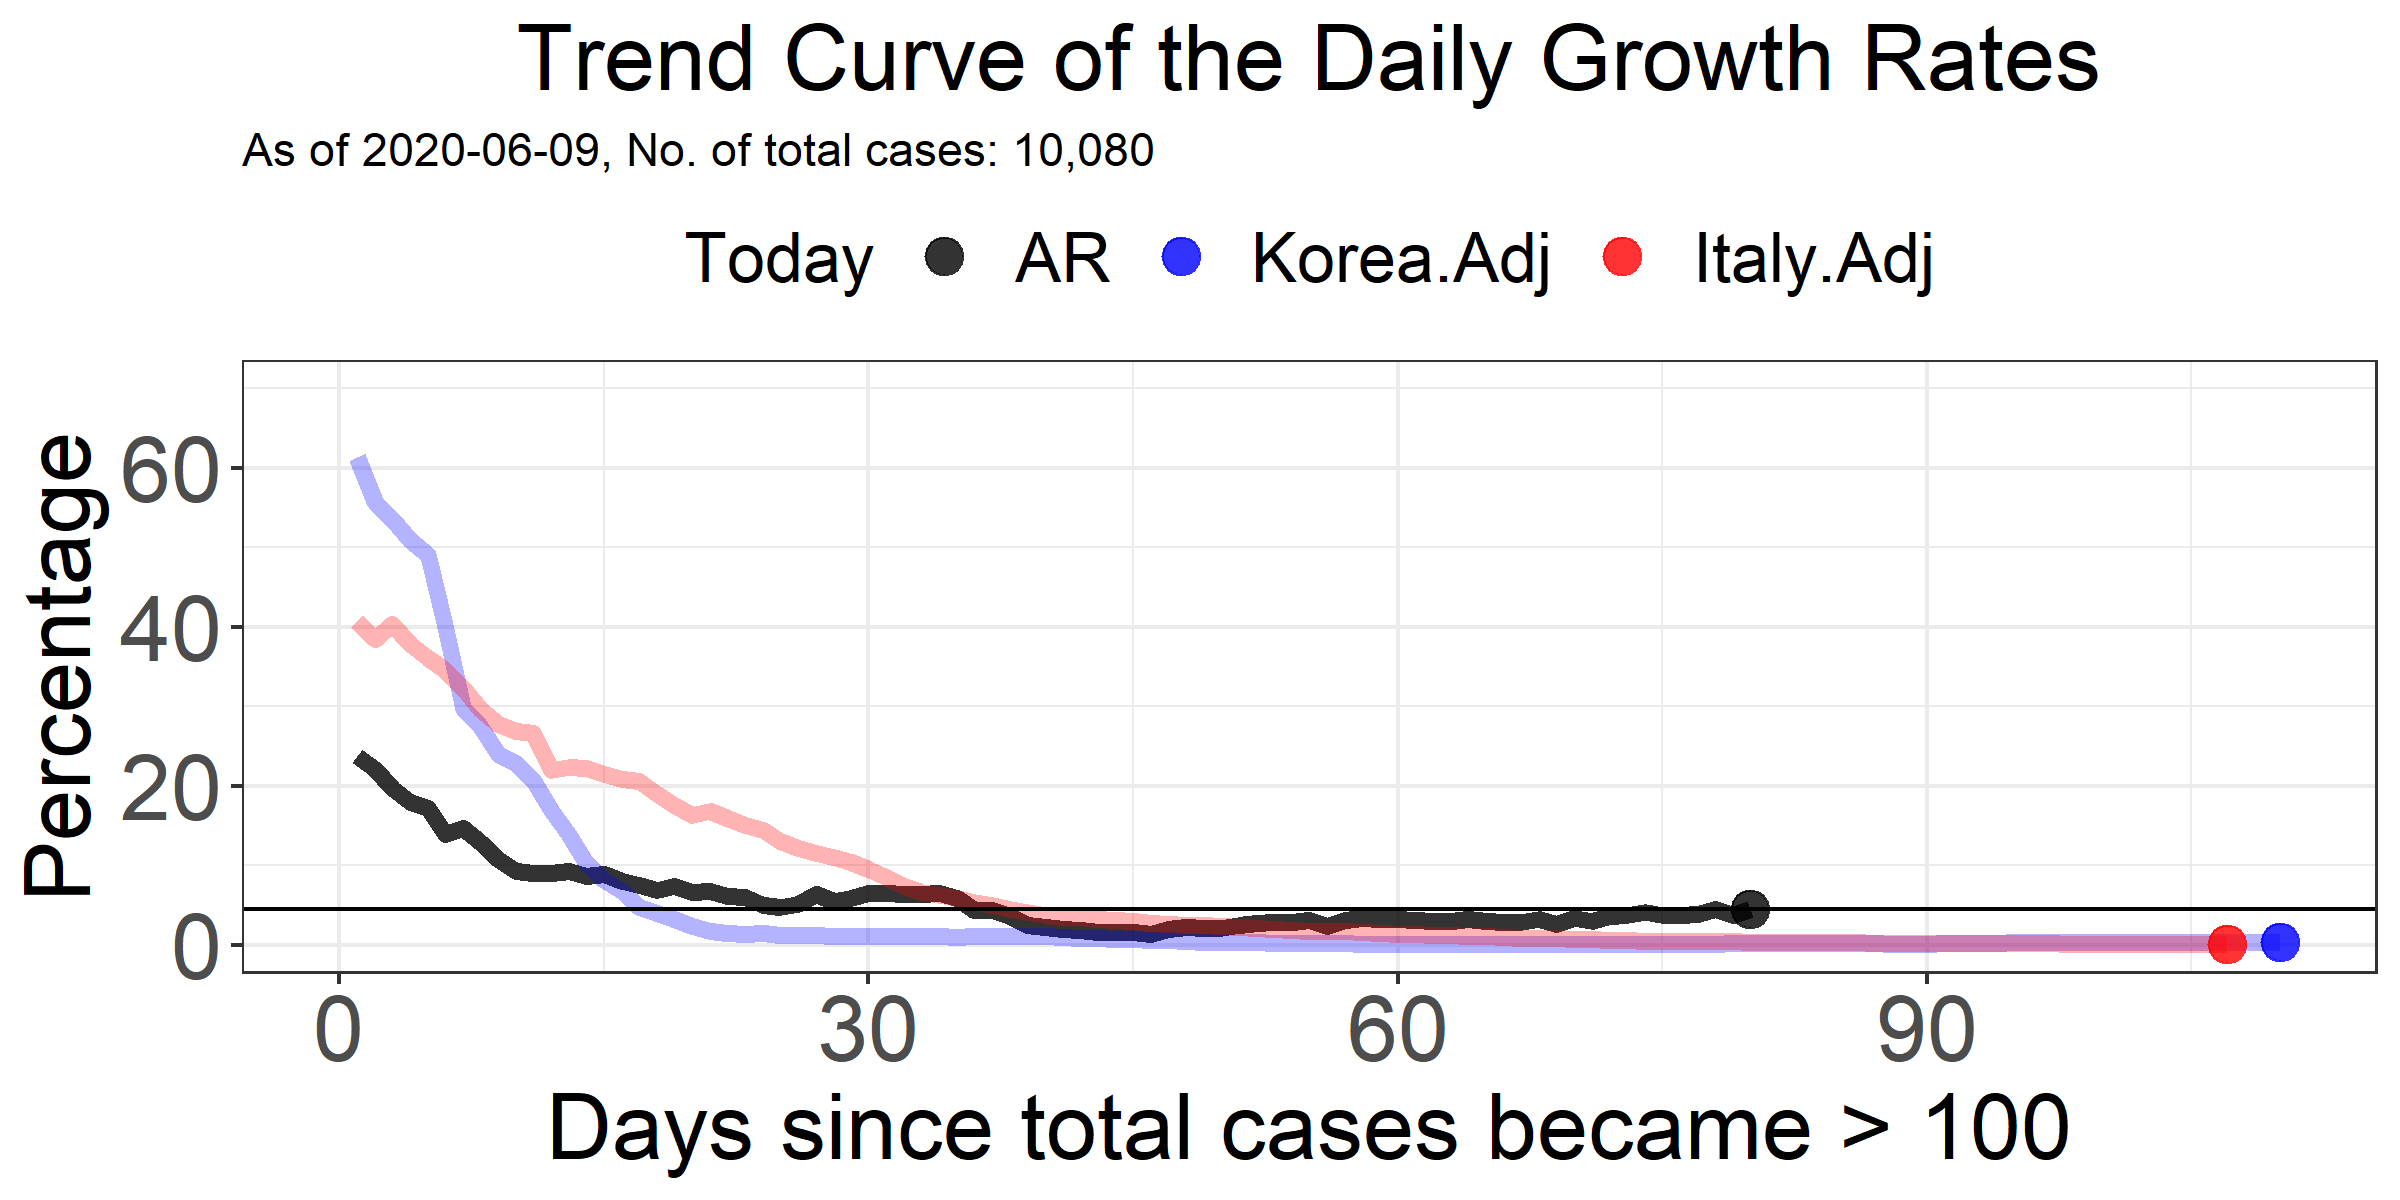 Trend Curve of the Daily Growth Rates
As of 2020-06-09, No. of total cases: 10,080
Today AR Korea.Adj Italy.Adj
Percentage
60
40
20
0
0 30 60 90
Days since total cases became > 100